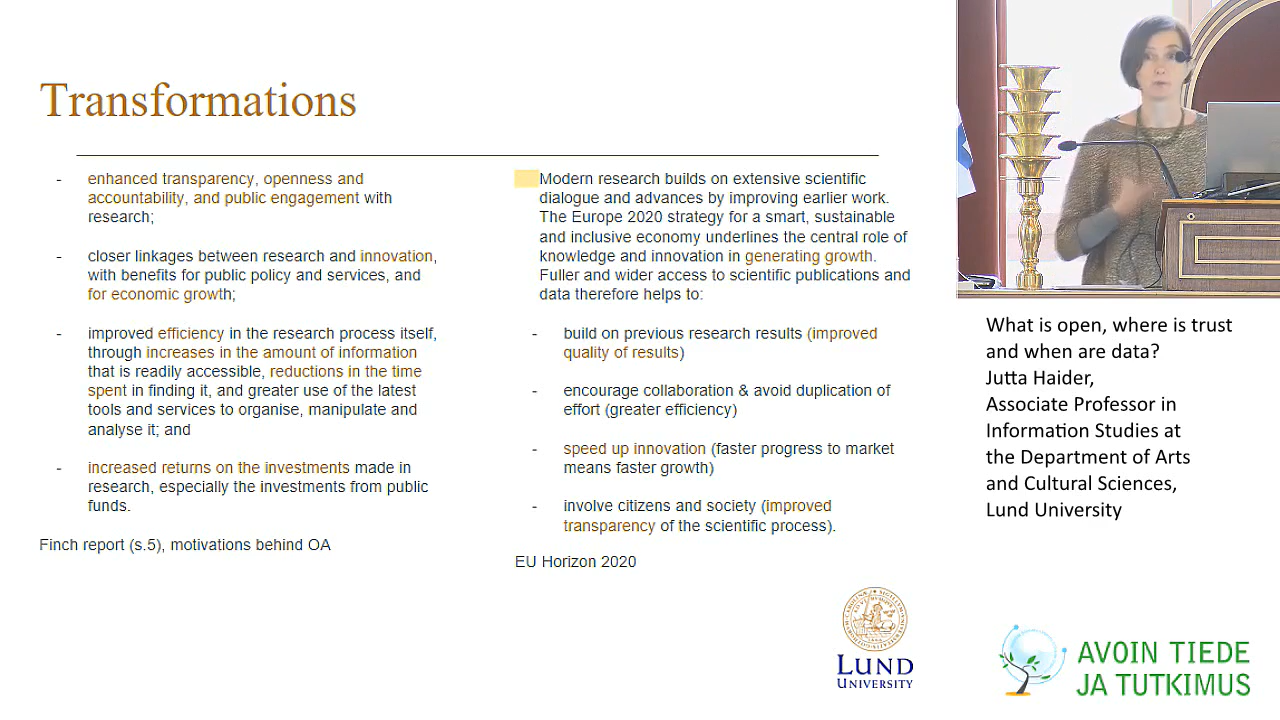 Transformations
- enhanced transparency, openness and
accountability, and public engagement with
research;
- closer linkages between research and innovation,
with benefits for public policy and services, and
for economic growth;
- improved efficiency in the research process itself,
through increases in the amount of information
that is readily accessible, reductions in the time
spent in finding it, and greater use of the latest
tools and services to organise, manipulate and
analyse it; and
- increased returns on the investments made in
research, especially the investments from public
funds.
Finch report (s.5), motivations behind OA
Modern research builds on extensive scientific
dialogue and advances by improving earlier work.
The Europe 2020 strategy for a smart, sustainable
and inclusive economy underlines the central role of
knowledge and innovation in generating growth.
Fuller and wider access to scientific publications and
data therefore helps to:
- build on previous research results (improved
quality of results)
- encourage collaboration & avoid duplication of
effort (greater efficiency)
- speed up innovation (faster progress to market
means faster growth)
- involve citizens and society (improved
transparency of the scientific process).
EU Horizon 2020
LUND
UNIVERSITY
What is open, where is trust
and when are data?
Jutta Haider,
Associate Professor in
Information Studies at
the Department of Arts
and Cultural Sciences,
Lund University
AVOIN TIEDE
JA TUTKIMUS